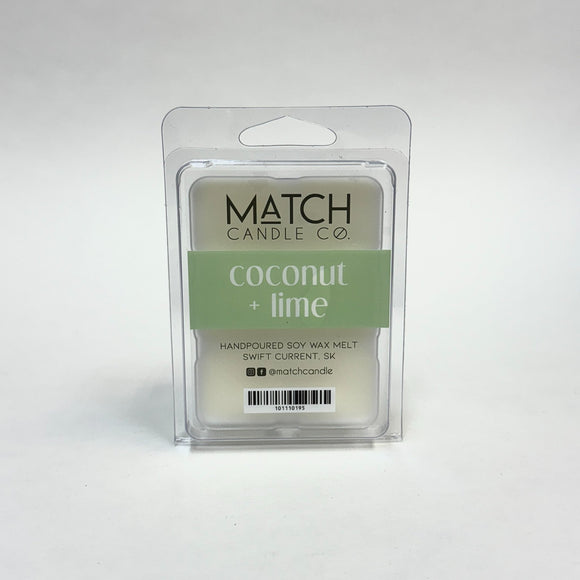 MATCH
CANDLE CO.
coconut
+ lime
HANDPOURED SOY WAX MELT
SWIFT CURRENT, SK
@matchcandle
101110195